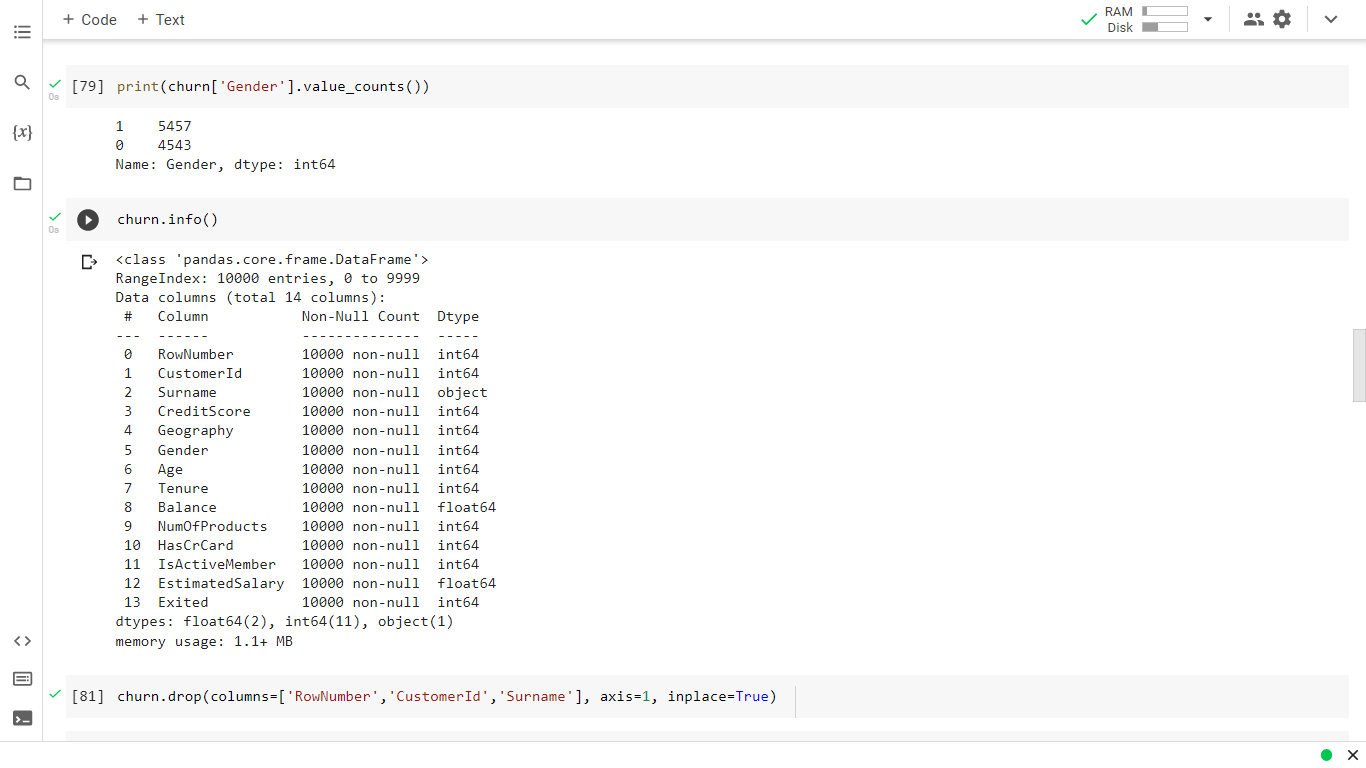 + Code + Text
RAM
Disk
{x}
0s
[79] print(churn['Gender'].value_counts())
1    5457
0    4543
Name: Gender, dtype: int64
0s
churn.info()
<class 'pandas.core.frame.DataFrame'>
RangeIndex: 10000 entries, 0 to 9999
Data columns (total 14 columns):
 #   Column           Non-Null Count  Dtype
---  ------           --------------  -----
 0   RowNumber        10000 non-null  int64
 1   CustomerId       10000 non-null  int64
 2   Surname          10000 non-null  object
 3   CreditScore      10000 non-null  int64
 4   Geography        10000 non-null  int64
 5   Gender           10000 non-null  int64
 6   Age              10000 non-null  int64
 7   Tenure           10000 non-null  int64
 8   Balance          10000 non-null  float64
 9   NumOfProducts    10000 non-null  int64
 10  HasCrCard        10000 non-null  int64
 11  IsActiveMember   10000 non-null  int64
 12  EstimatedSalary  10000 non-null  float64
 13  Exited           10000 non-null  int64
dtypes: float64(2), int64(11), object(1)
memory usage: 1.1+ MB
[81] churn.drop(columns=['RowNumber','CustomerId','Surname'], axis=1, inplace=True)